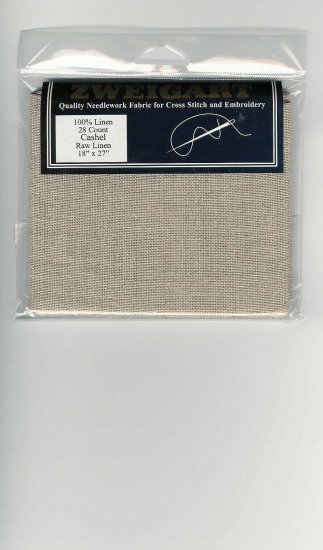 ZWEIGART
Quality Needlework Fabric for Cross Stitch and Embroidery
100% Linen
28 Count
Cashel
Raw Linen
18" x 27"